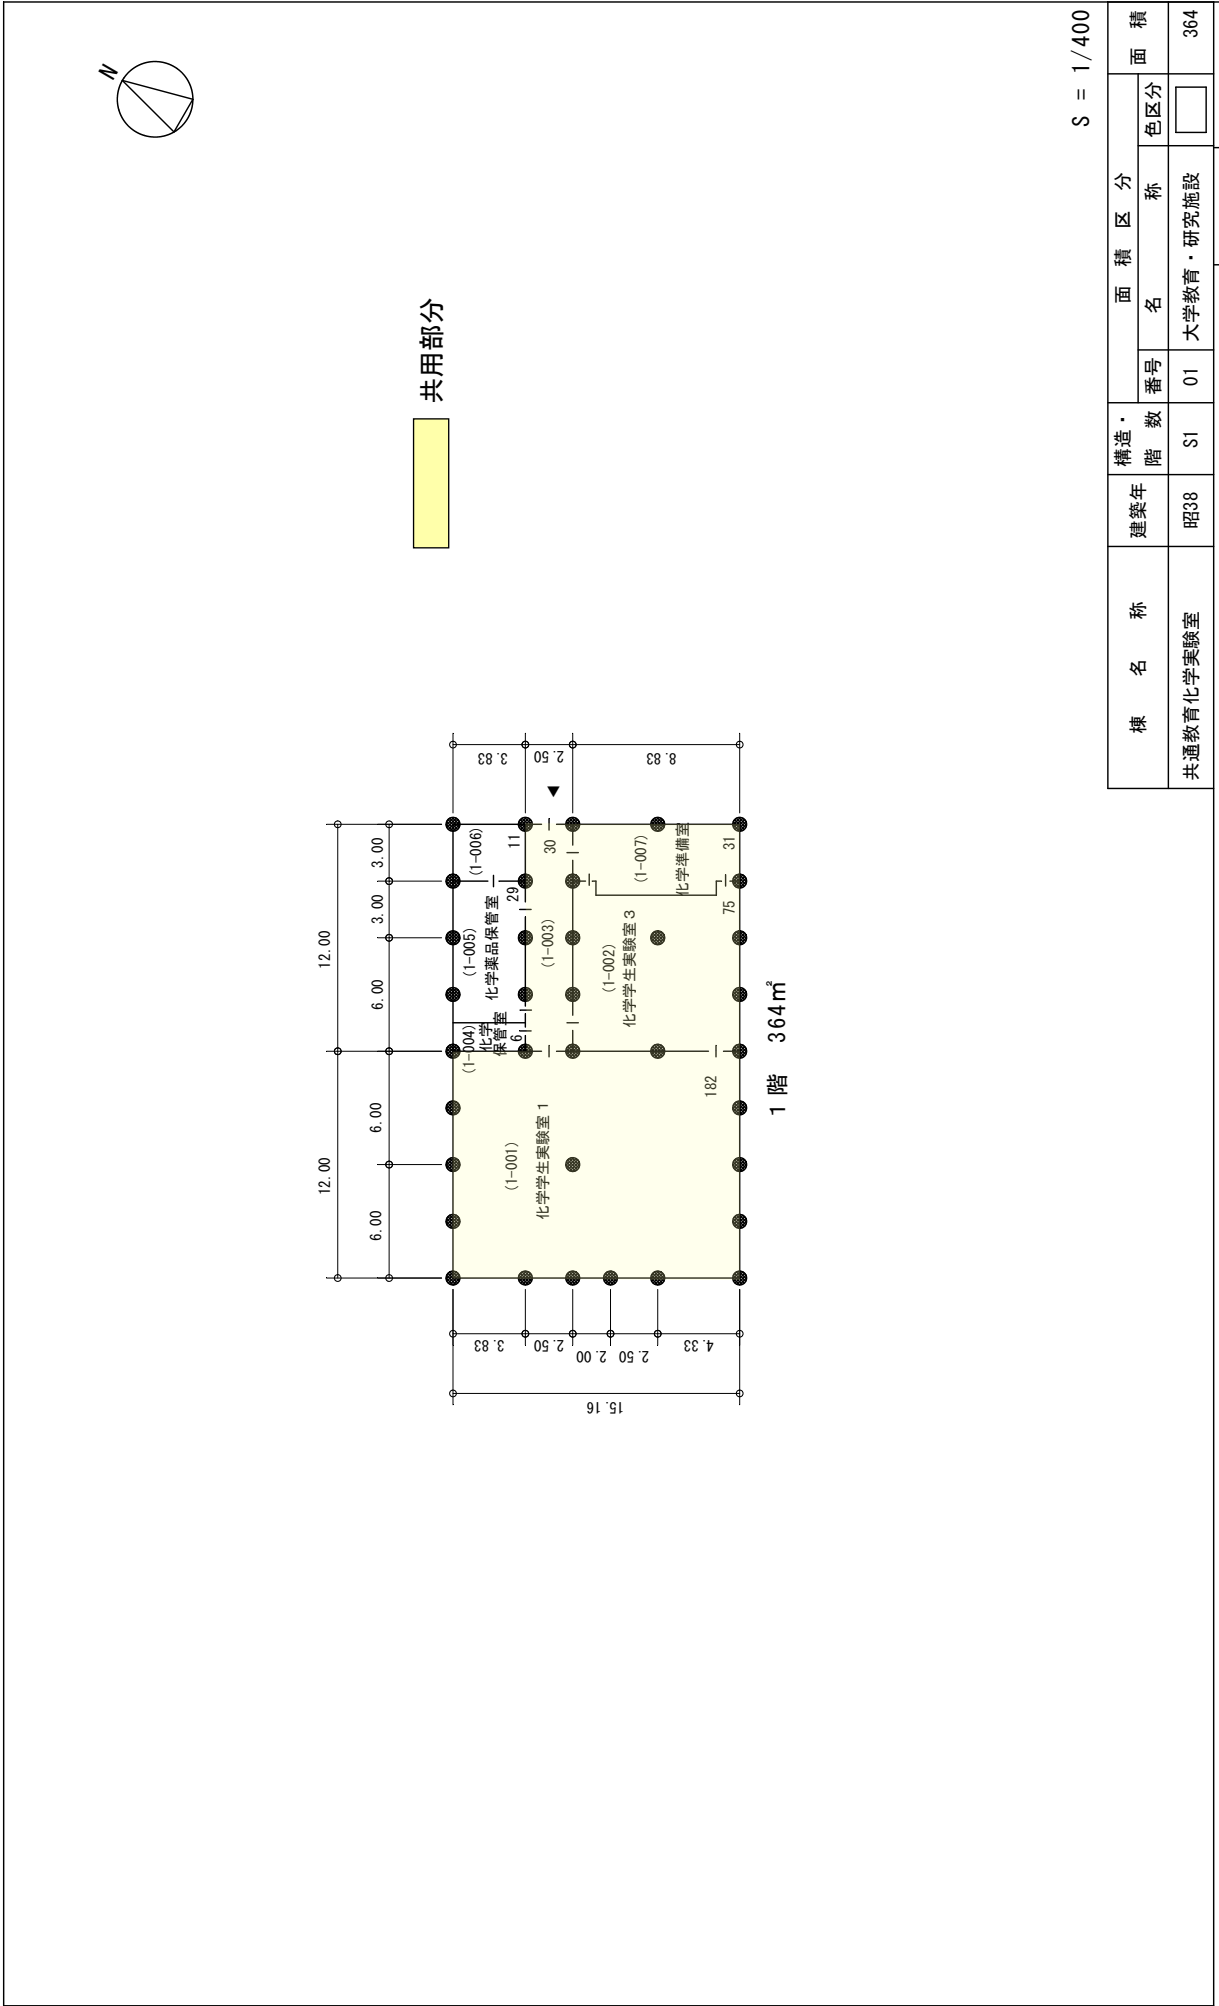 N
共用部分
12.00
12.00
6.00
6.00
6.00
3.00
3.00
15.16
3.83
2.50
2.00
2.50
4.33
3.83
2.50
8.83
(1-001)
化学学生実験室1
182
(1-004)
化学
保管室
6
(1-005)
化学薬品保管室
29
(1-006)
11
(1-003)
30
(1-002)
化学学生実験室3
75
(1-007)
化学準備室
31
1階 364㎡
S = 1/400
棟 名 称
建築年
構造・
階 数
面 積 区 分
番号
名 称
色区分
面 積
共通教育化学実験室
昭38
S1
01
大学教育・研究施設
364